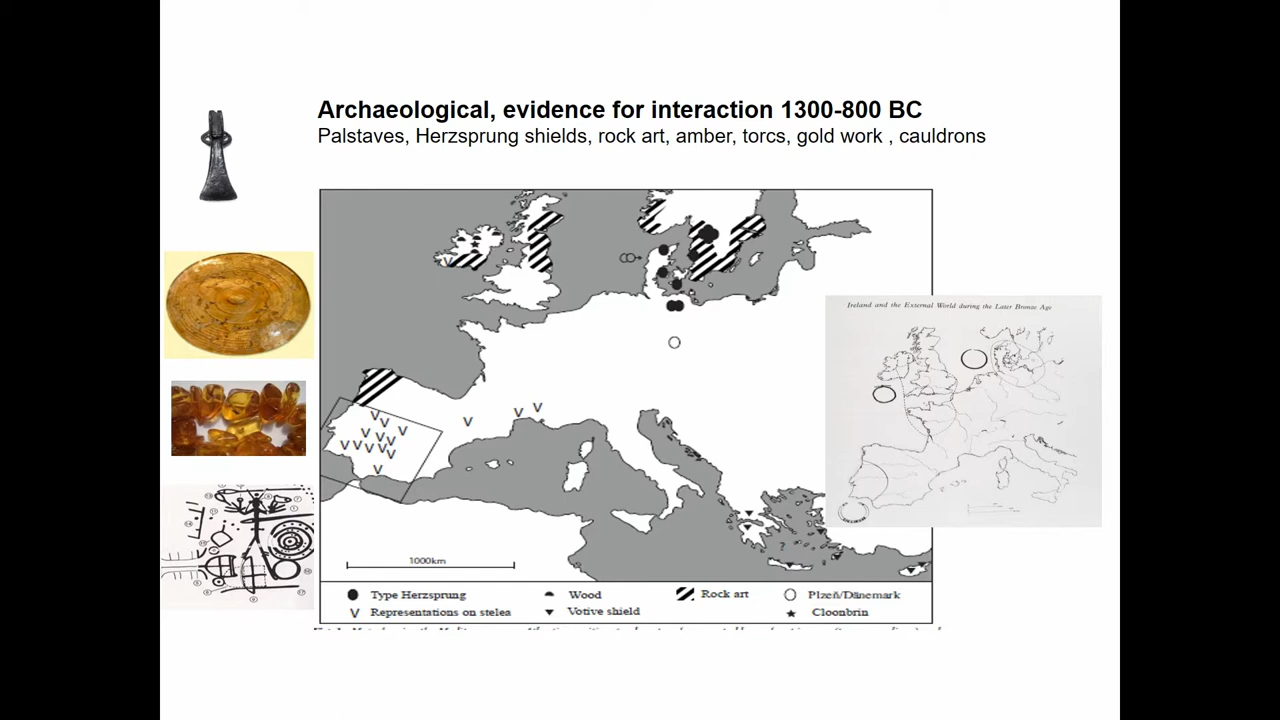 Archaeological, evidence for interaction 1300-800 BC
Palstaves, Herzsprung shields, rock art, amber, torcs, gold work , cauldrons
Ireland and the External World during the Later Bronze Age
1000km
Type Herzsprung
Wood
Rock art
Plzeñ/Dänemark
Representations on stelea
Votive shield
Cloonbrin